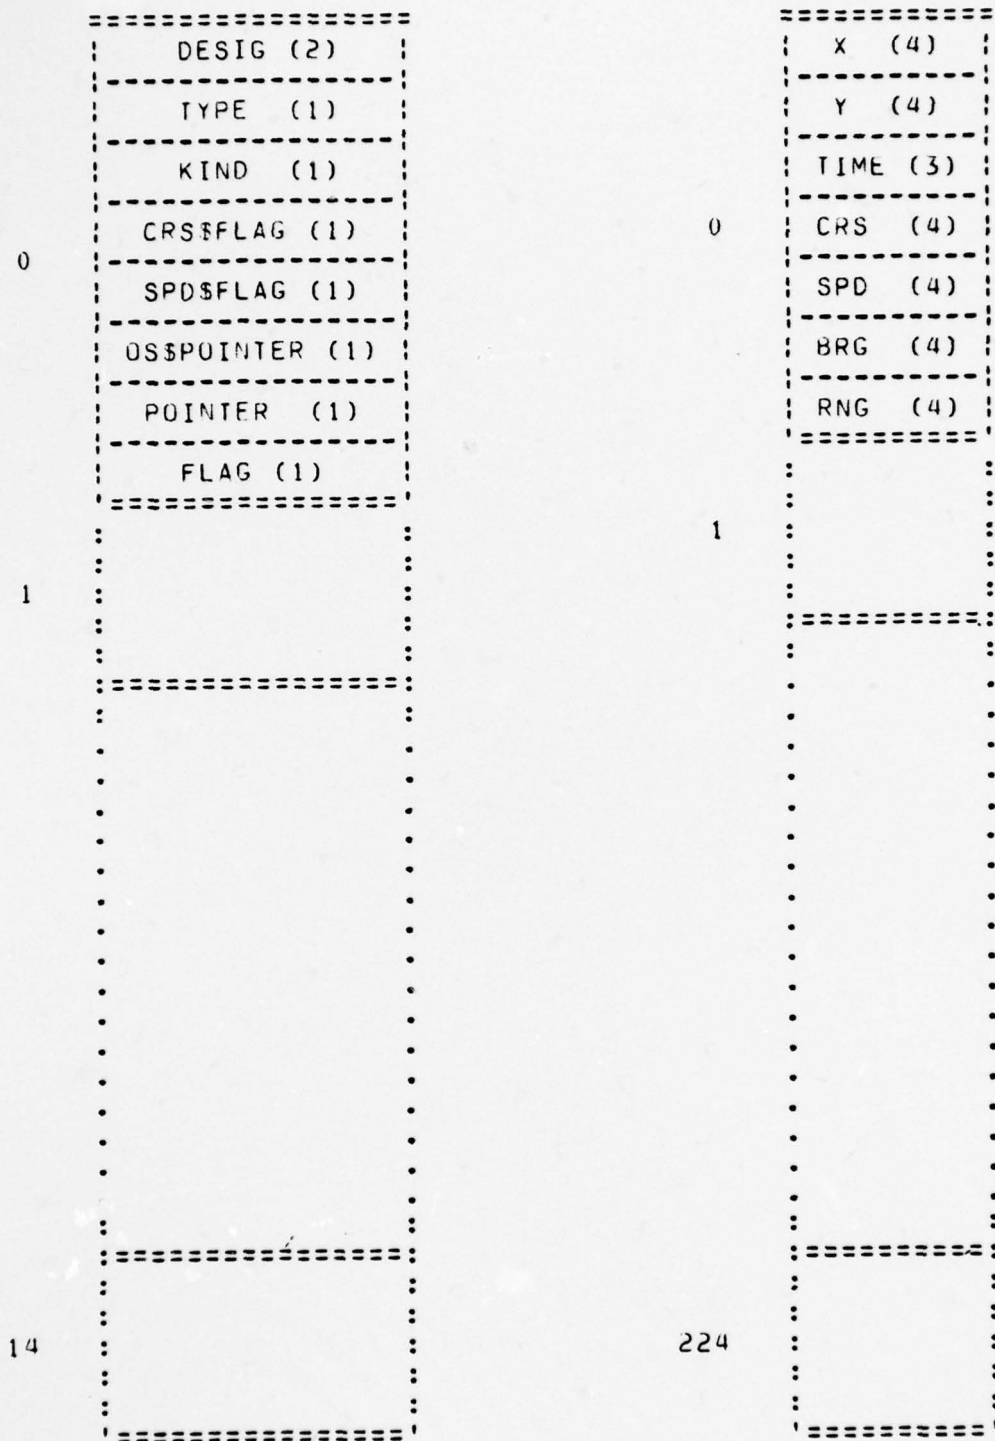 DESIG (2)
TYPE (1)
KIND (1)
CRS$FLAG (1)
0
SPD$FLAG (1)
OS$POINTER (1)
POINTER (1)
FLAG (1)
1
14
X (4)
Y (4)
TIME (3)
0 CRS (4)
SPD (4)
BRG (4)
RNG (4)
1
224